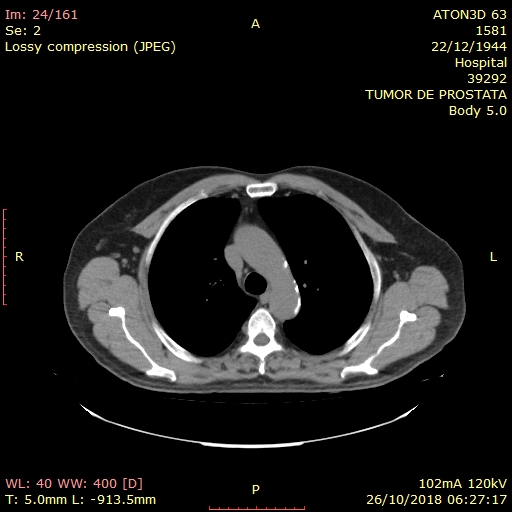 Im: 24/161
Se: 2
Lossy compression (JPEG)
A
ATON3D 63
1581
22/12/1944
Hospital
39292
TUMOR DE PROSTATA
Body 5.0
R
L
WL: 40 WW: 400 [D]
T: 5.0mm L: -913.5mm
P
102mA 120kV
26/10/2018 06:27:17